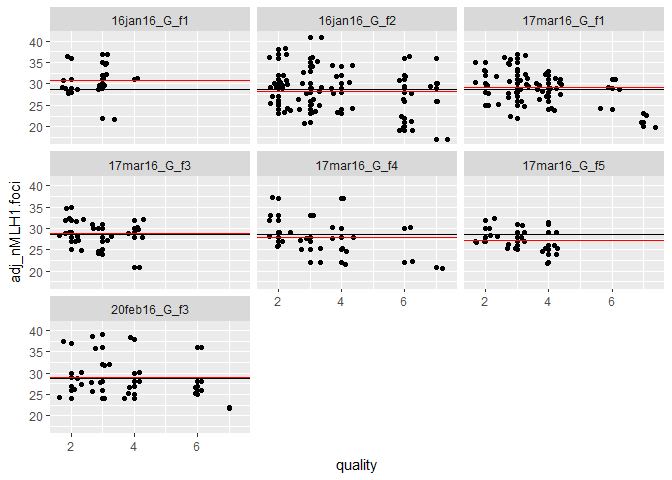 16jan16_G_f1 16jan16_G_f2 17mar16_G_f1
40
35
30
25
20
17mar16_G_f3 17mar16_G_f4 17mar16_G_f5
adj_nMLH1.foci
40
35
30
25
20
2 4 6 2 4 6
20feb16_G_f3
40
35
30
25
20
2 4 6
quality